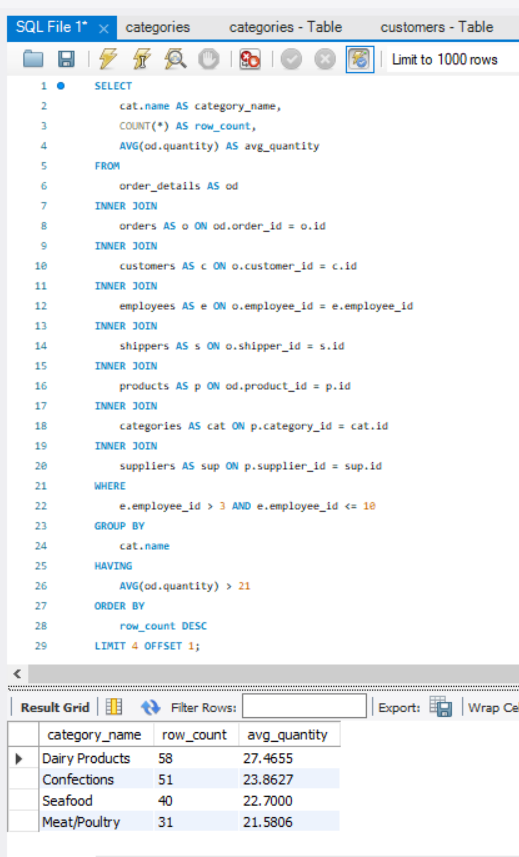 SQL File 1* × categories categories - Table customers - Table
Limit to 1000 rows
1 SELECT
2 cat.name AS category_name,
3 COUNT(*) AS row_count,
4 AVG(od.quantity) AS avg_quantity
5 FROM
6 order_details AS od
7 INNER JOIN
8 orders AS o ON od.order_id = o.id
9 INNER JOIN
10 customers AS c ON o.customer_id = c.id
11 INNER JOIN
12 employees AS e ON o.employee_id = e.employee_id
13 INNER JOIN
14 shippers AS s ON o.shipper_id = s.id
15 INNER JOIN
16 products AS p ON od.product_id = p.id
17 INNER JOIN
18 categories AS cat ON p.category_id = cat.id
19 INNER JOIN
20 suppliers AS sup ON p.supplier_id = sup.id
21 WHERE
22 e.employee_id > 3 AND e.employee_id <= 10
23 GROUP BY
24 cat.name
25 HAVING
26 AVG(od.quantity) > 21
27 ORDER BY
28 row_count DESC
29 LIMIT 4 OFFSET 1;
Result Grid Filter Rows: Export: Wrap Cel
category_name row_count avg_quantity
Dairy Products 58 27.4655
Confections 51 23.8627
Seafood 40 22.7000
Meat/Poultry 31 21.5806